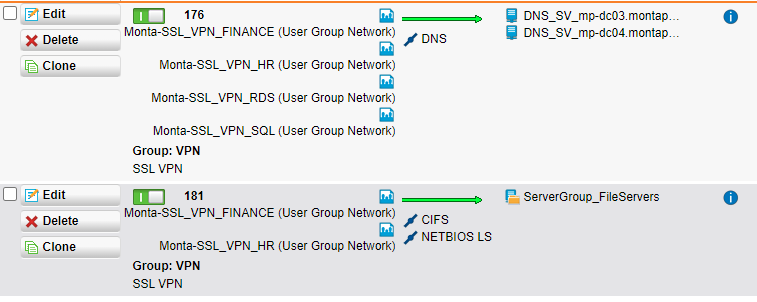 Edit
Delete
Clone
176
Monta-SSL_VPN_FINANCE (User Group Network)
Monta-SSL_VPN_HR (User Group Network)
Monta-SSL_VPN_RDS (User Group Network)
Monta-SSL_VPN_SQL (User Group Network)
Group: VPN
SSL VPN
DNS
DNS_SV_mp-dc03.montap...
DNS_SV_mp-dc04.montap...
Edit
Delete
Clone
181
Monta-SSL_VPN_FINANCE (User Group Network)
Monta-SSL_VPN_HR (User Group Network)
Group: VPN
SSL VPN
CIFS
NETBIOS LS
ServerGroup_FileServers